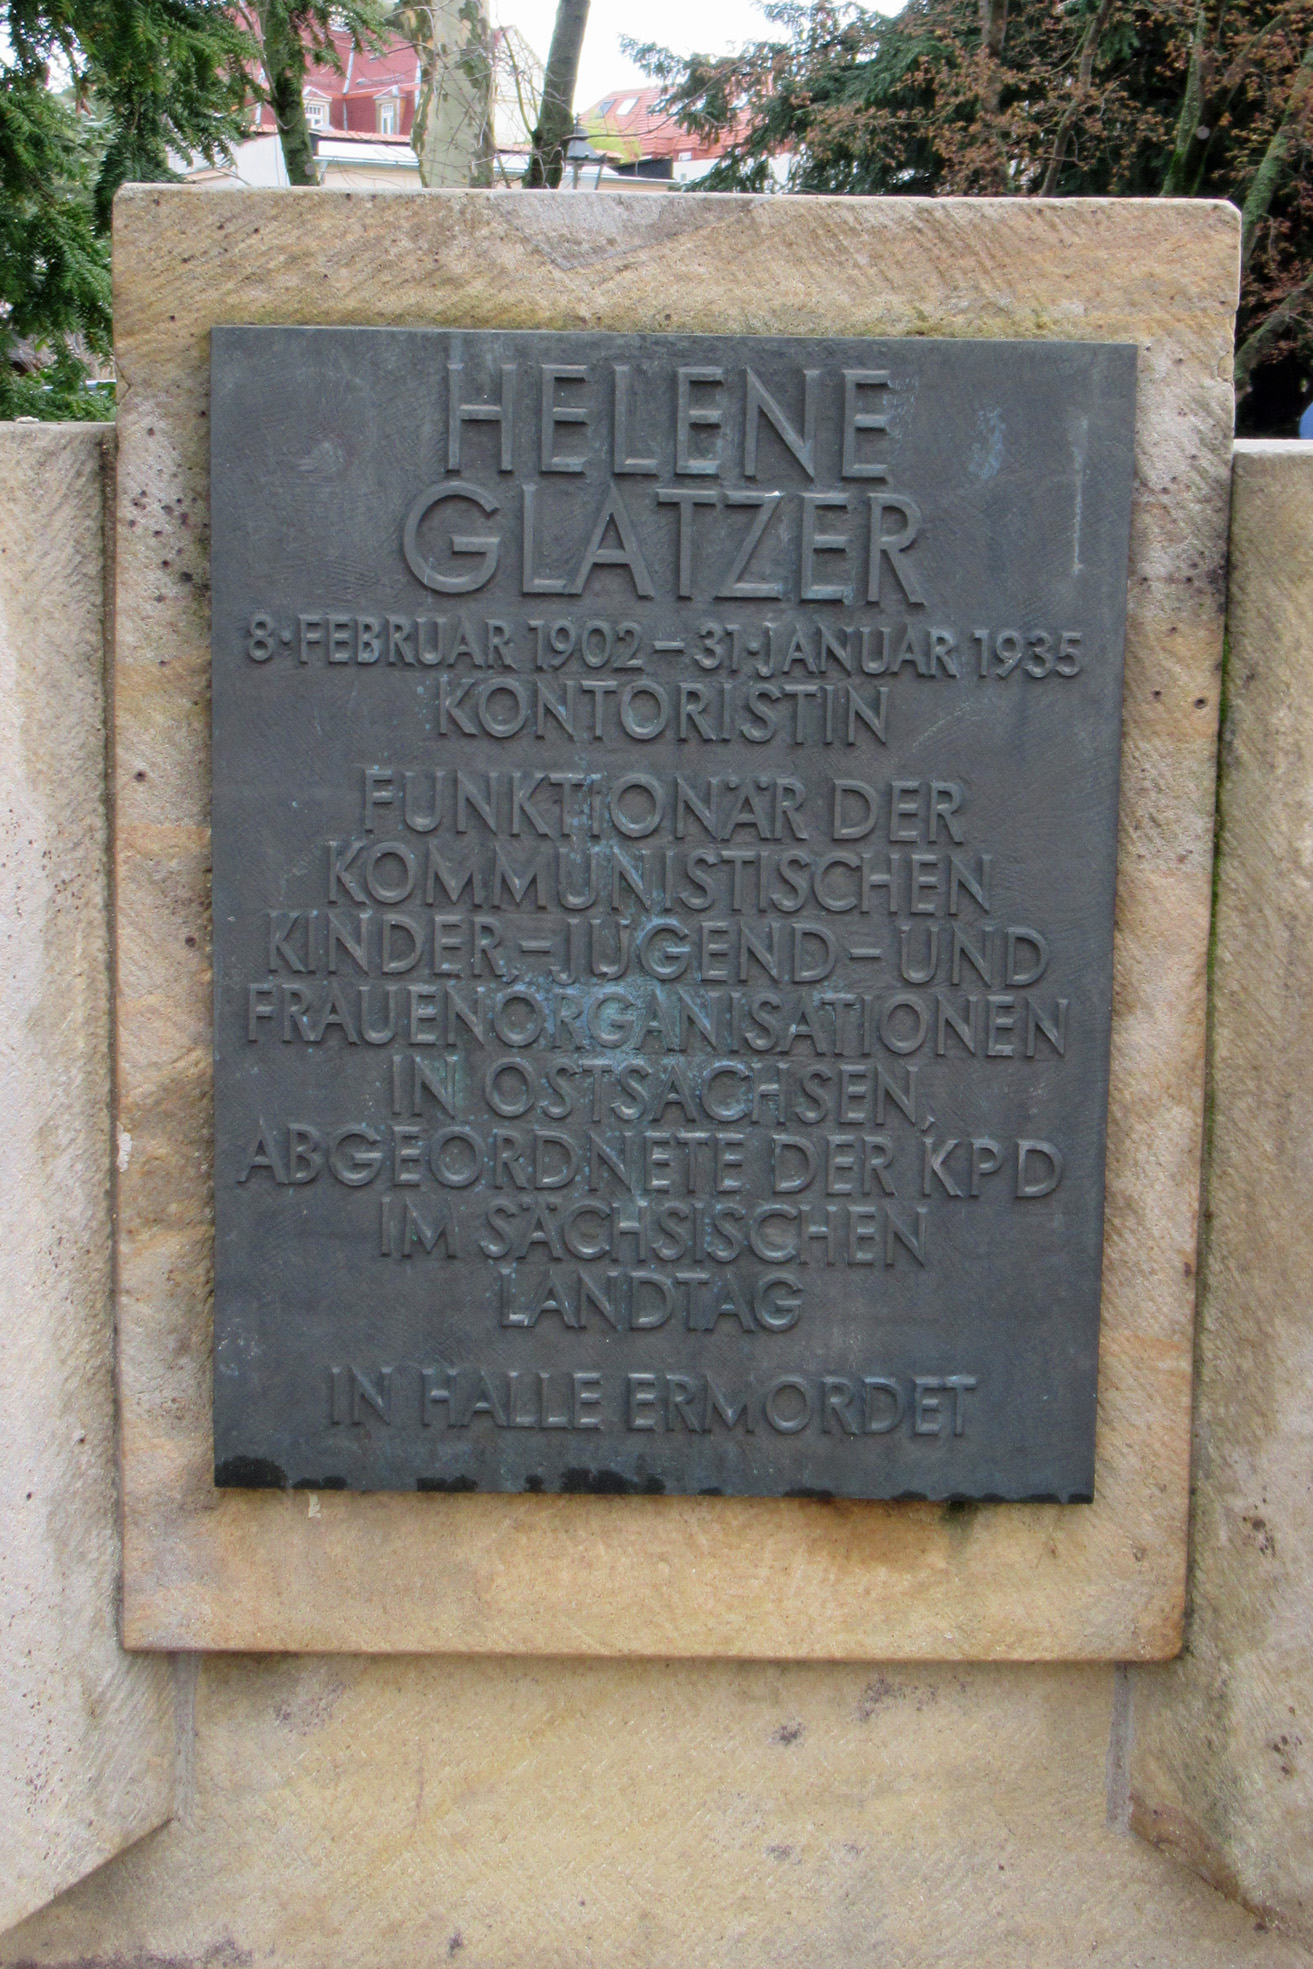 HELENE
GLATZER
8·FEBRUAR 1902–31·JANUAR 1935
KONTORISTIN
FUNKTIONÄR DER
KOMMUNISTISCHEN
KINDER-JUGEND-UND
FRAUENORGANISATIONEN
IN OSTSACHSEN,
ABGEORDNETE DER KPD
IM SÄCHSISCHEN
LANDTAG
IN HALLE ERMORDET